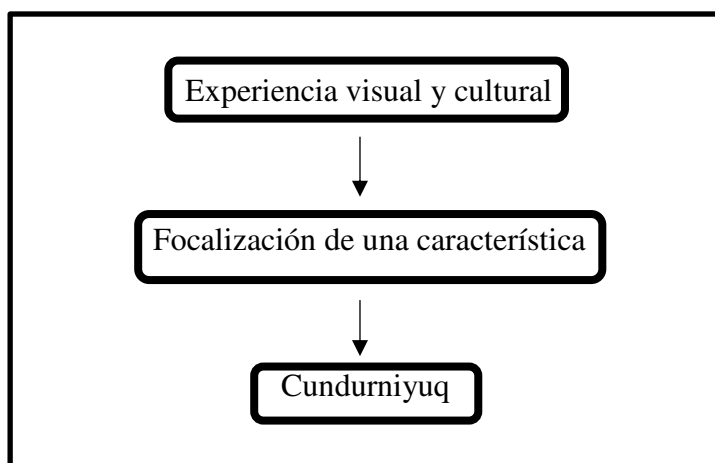 Experiencia visual y cultural
Focalización de una característica
Cundurniyuq